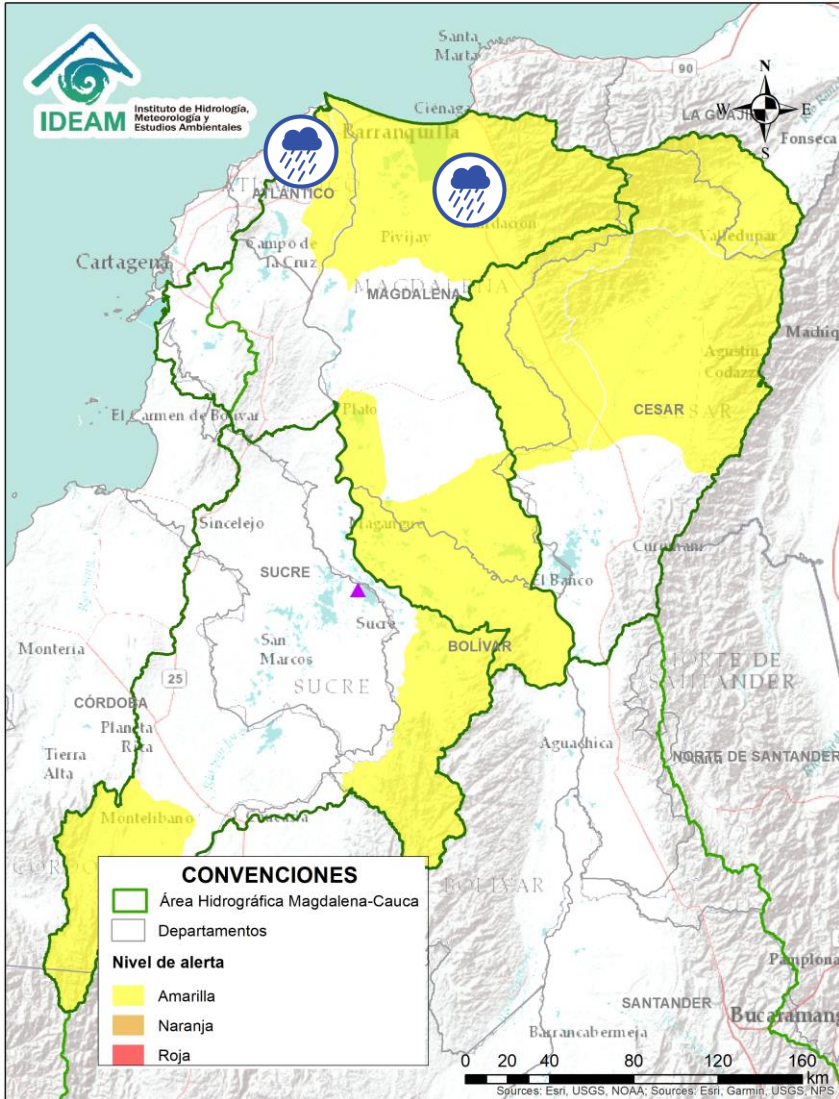 Santa
Marta
90
N
W
E
S
Ciénaga
LA GUAJIRA
Fonseca
IDEAM
Instituto de Hidrología,
Meteorología y
Estudios Ambientales
Barranquilla
ATLÁNTICO
Pivijay
Valledupar
Campo de
la Cruz
Cartagena
MAGDALENA
MAGDALENA
Agustín
Codazzi
El Carmen de Bolívar
Plato
CESAR
Sincelejo
Magangué
SUCRE
El Banco
Curumaní
Sucre
San
Marcos
BOLÍVAR
Montería
25
SUCRE
NORTE DE
SANTANDER
CÓRDOBA
Planeta
Rica
Tierra
Alta
Aguachica
NORTE DE SANTANDER
Montelíbano
Caucasia
BOLÍVAR
CONVENCIONES
Área Hidrográfica Magdalena-Cauca
Departamentos
Nivel de alerta
Amarilla
Naranja
Roja
Pamplona
SANTANDER
Barrancabermeja
0 20 40 80 120 160
km
Sources: Esri, USGS, NOAA; Sources: Esri, Garmin, USGS, NPS